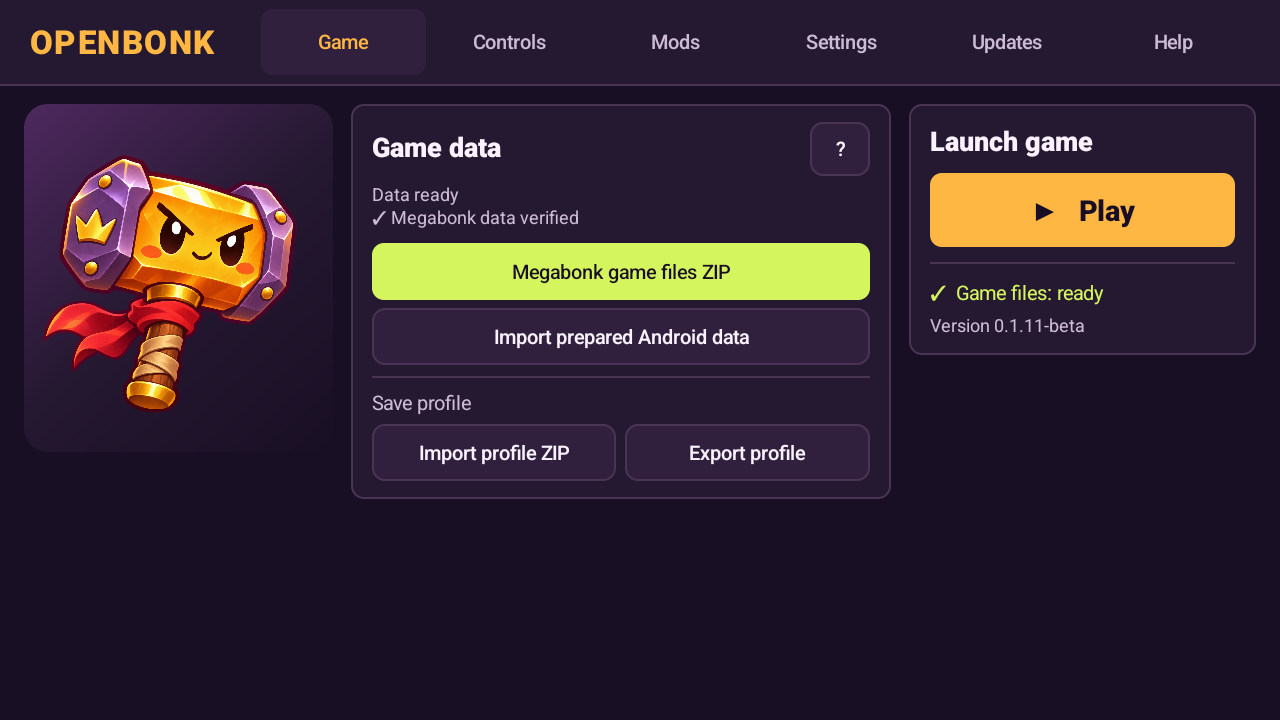 OPENBONK
Game
Controls
Mods
Settings
Updates
Help
Game data
?
Data ready
✓ Megabonk data verified
Megabonk game files ZIP
Import prepared Android data
Save profile
Import profile ZIP
Export profile
Launch game
► Play
✓ Game files: ready
Version 0.1.11-beta